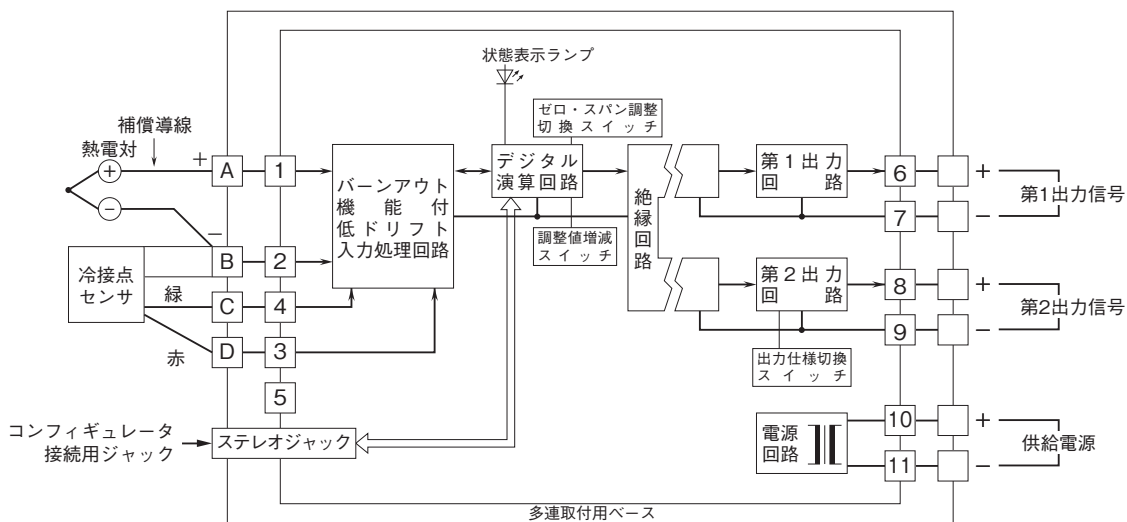 状態表示ランプ
ゼロ・スパン調整
切換スイッチ
補償導線
熱電対
+
−
+
−
A
B
C
D
1
2
4
3
5
バーンアウト
機能付
低ドリフト
入力処理回路
デジタル
演算回路
調整値増減
スイッチ
絶縁回路
第1出力
回路
第2出力
回路
出力仕様切換
スイッチ
6
7
8
9
+
−
第1出力信号
+
−
第2出力信号
冷接点
センサ
緑
赤
コンフィギュレータ
接続用ジャック
ステレオジャック
電源
回路
10
11
+
−
供給電源
多連取付用ベース